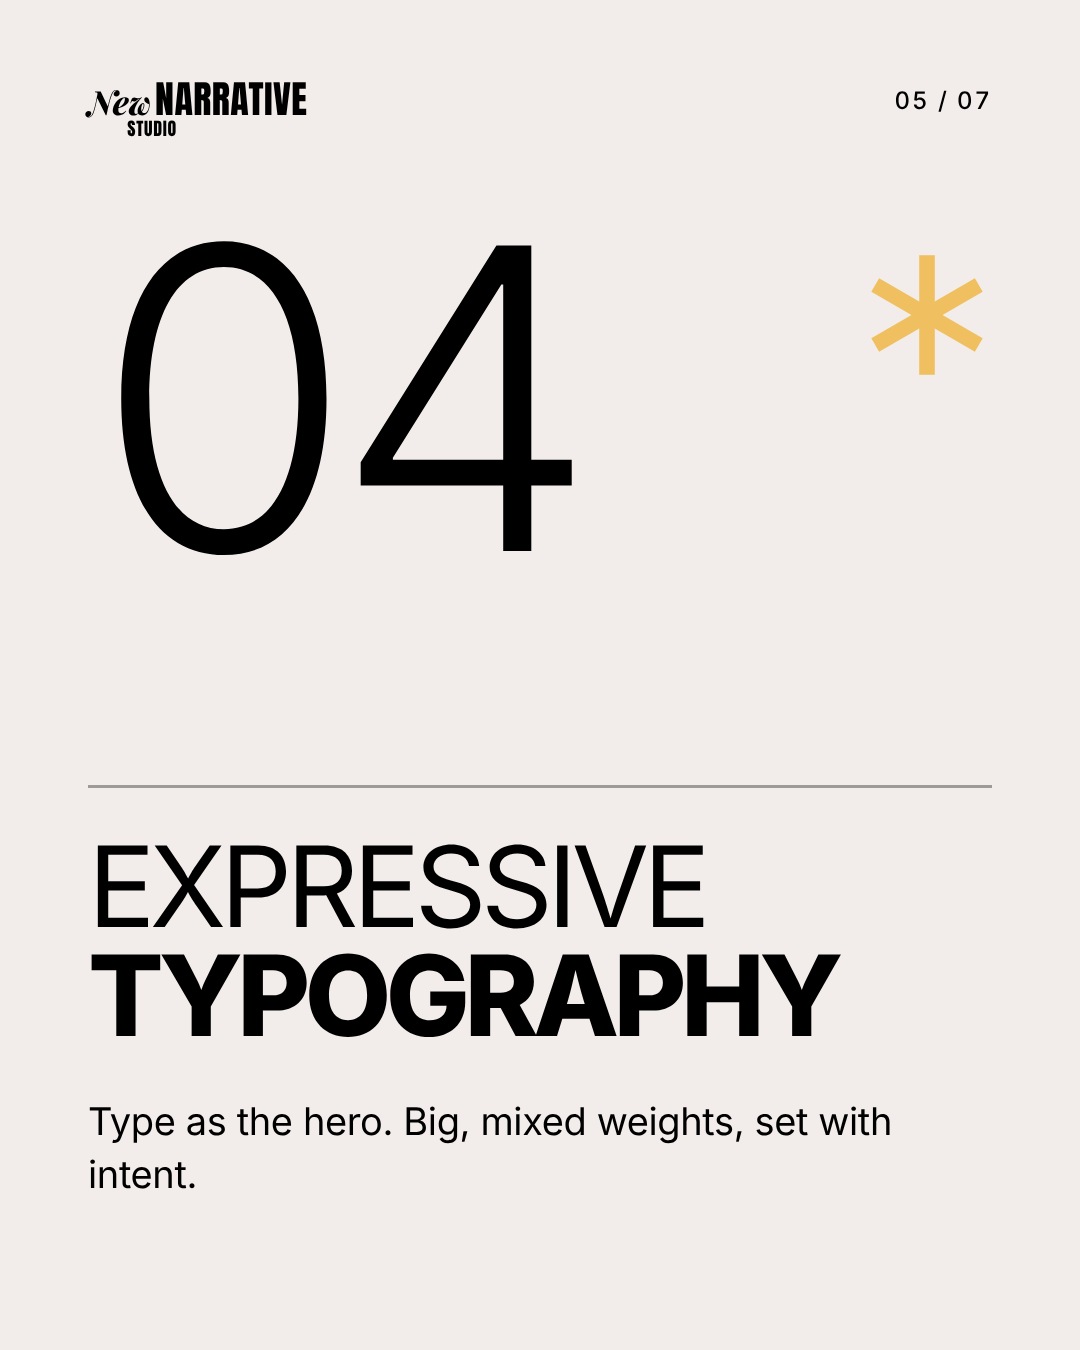 New NARRATIVE
STUDIO
05 / 07
04
*
EXPRESSIVE
TYPOGRAPHY
Type as the hero. Big, mixed weights, set with
intent.